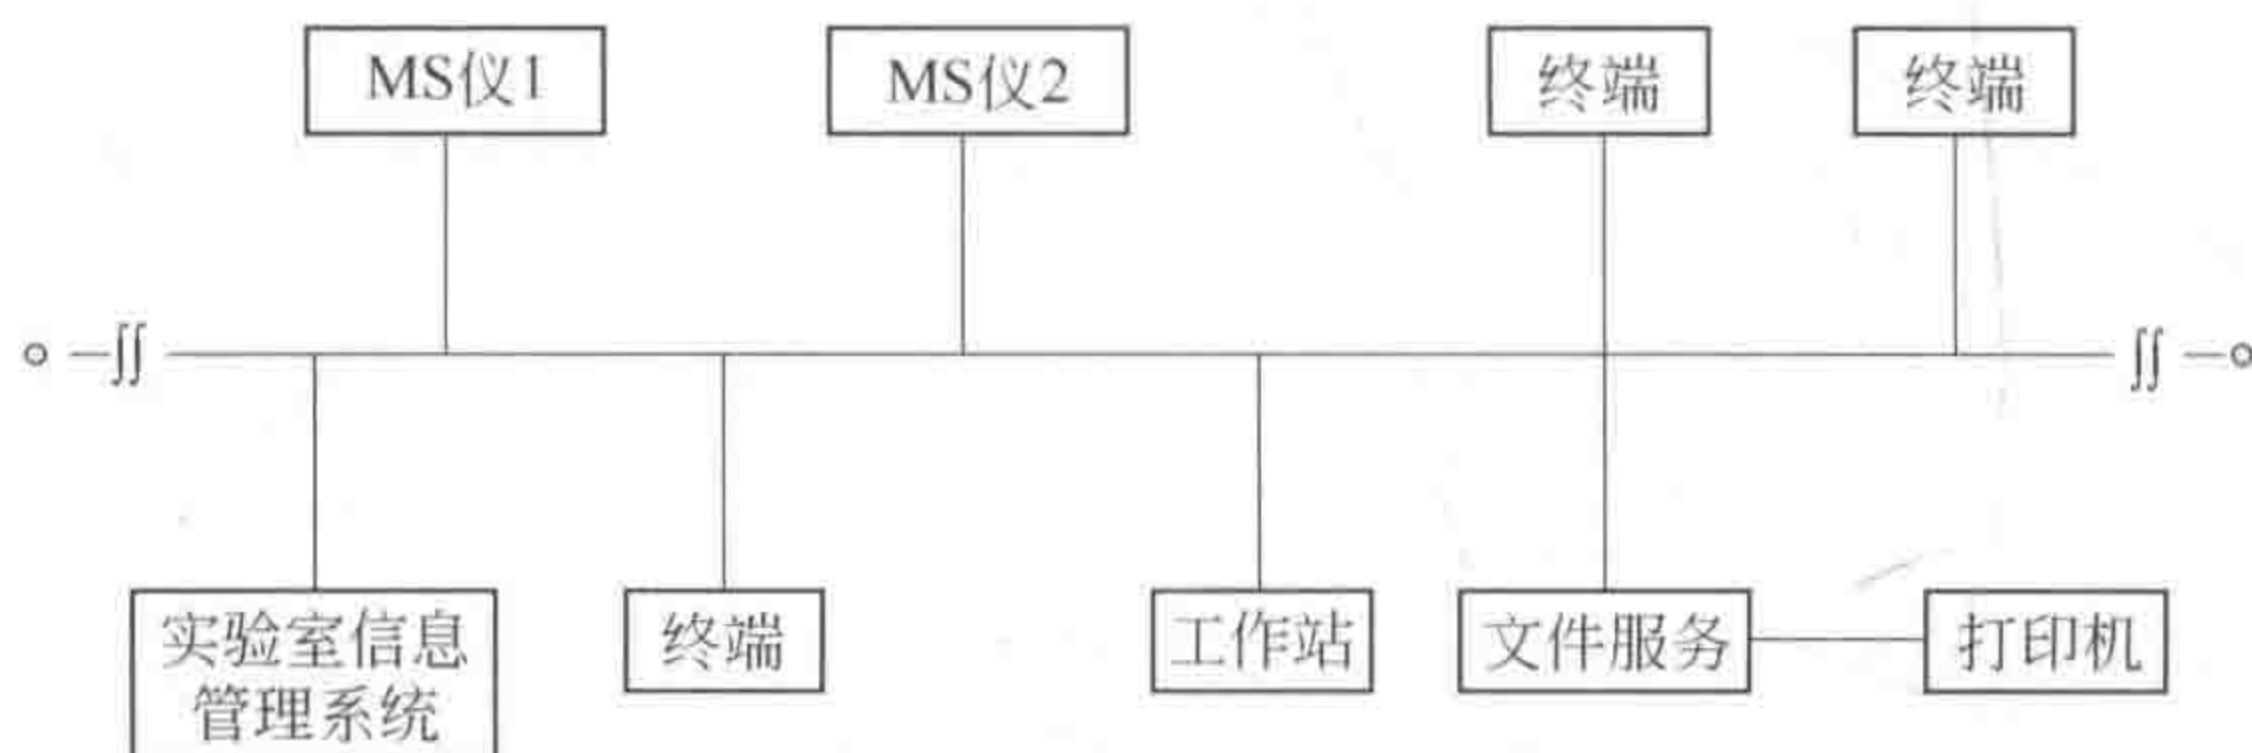 MS仪1
MS仪2
终端
终端
实验室信息
管理系统
终端
工作站
文件服务
打印机